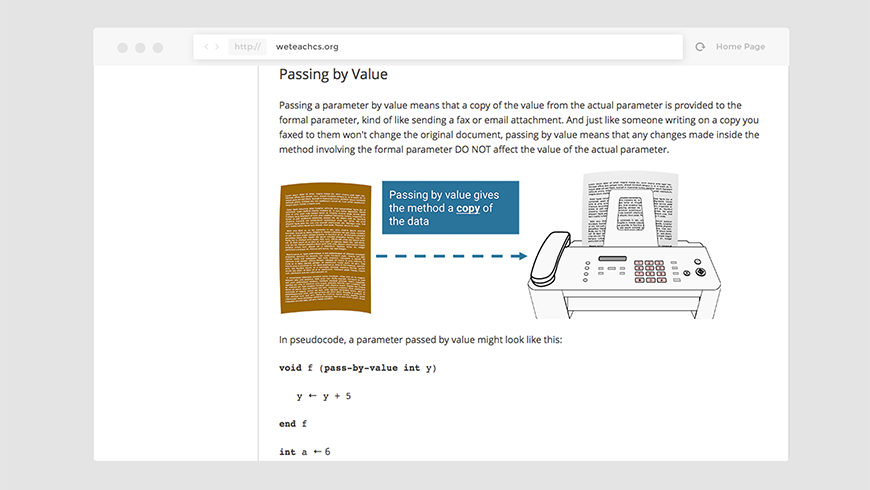 http:// weteachcs.org Home Page
Passing by Value
Passing a parameter by value means that a copy of the value from the actual parameter is provided to the
formal parameter, kind of like sending a fax or email attachment. And just like someone writing on a copy you
faxed to them won't change the original document, passing by value means that any changes made inside the
method involving the formal parameter DO NOT affect the value of the actual parameter.
Passing by value gives
the method a copy of
the data
In pseudocode, a parameter passed by value might look like this:
void f (pass-by-value int y)
y ← y + 5
end f
int a ← 6